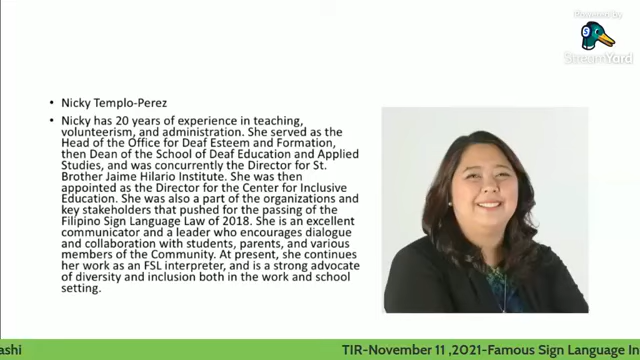 Powered by
StreamYard
• Nicky Templo-Perez
• Nicky has 20 years of experience in teaching,
volunteerism, and administration. She served as the
Head of the Office for Deaf Esteem and Formation,
then Dean of the School of Deaf Education and Applied
Studies, and was concurrently the Director for St.
Brother Jaime Hilario Institute. She was then
appointed as the Director for the Center for Inclusive
Education. She was also a part of the organizations and
key stakeholders that pushed for the passing of the
Filipino Sign Language Law of 2018. She is an excellent
communicator and a leader who encourages dialogue
and collaboration with students, parents, and various
members of the Community. At present, she continues
her work as an FSL interpreter, and is a strong advocate
of diversity and inclusion both in the work and school
setting.
ashi TIR-November 11 ,2021-Famous Sign Language In